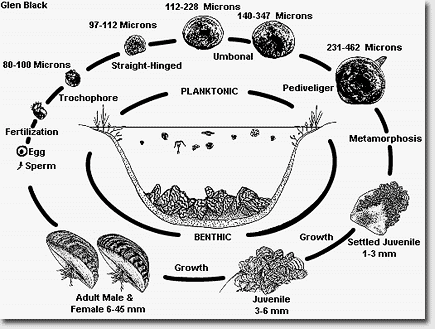 Glen Black
112-228 Microns
97-112 Microns
140-347 Microns
231-462 Microns
80-100 Microns
Straight-Hinged
Umbonal
Pediveliger
Trochophore
PLANKTONIC
Fertilization
Egg
Sperm
Metamorphosis
BENTHIC
Growth
Settled Juvenile
1-3 mm
Growth
Juvenile
3-6 mm
Adult Male &
Female 6-45 mm